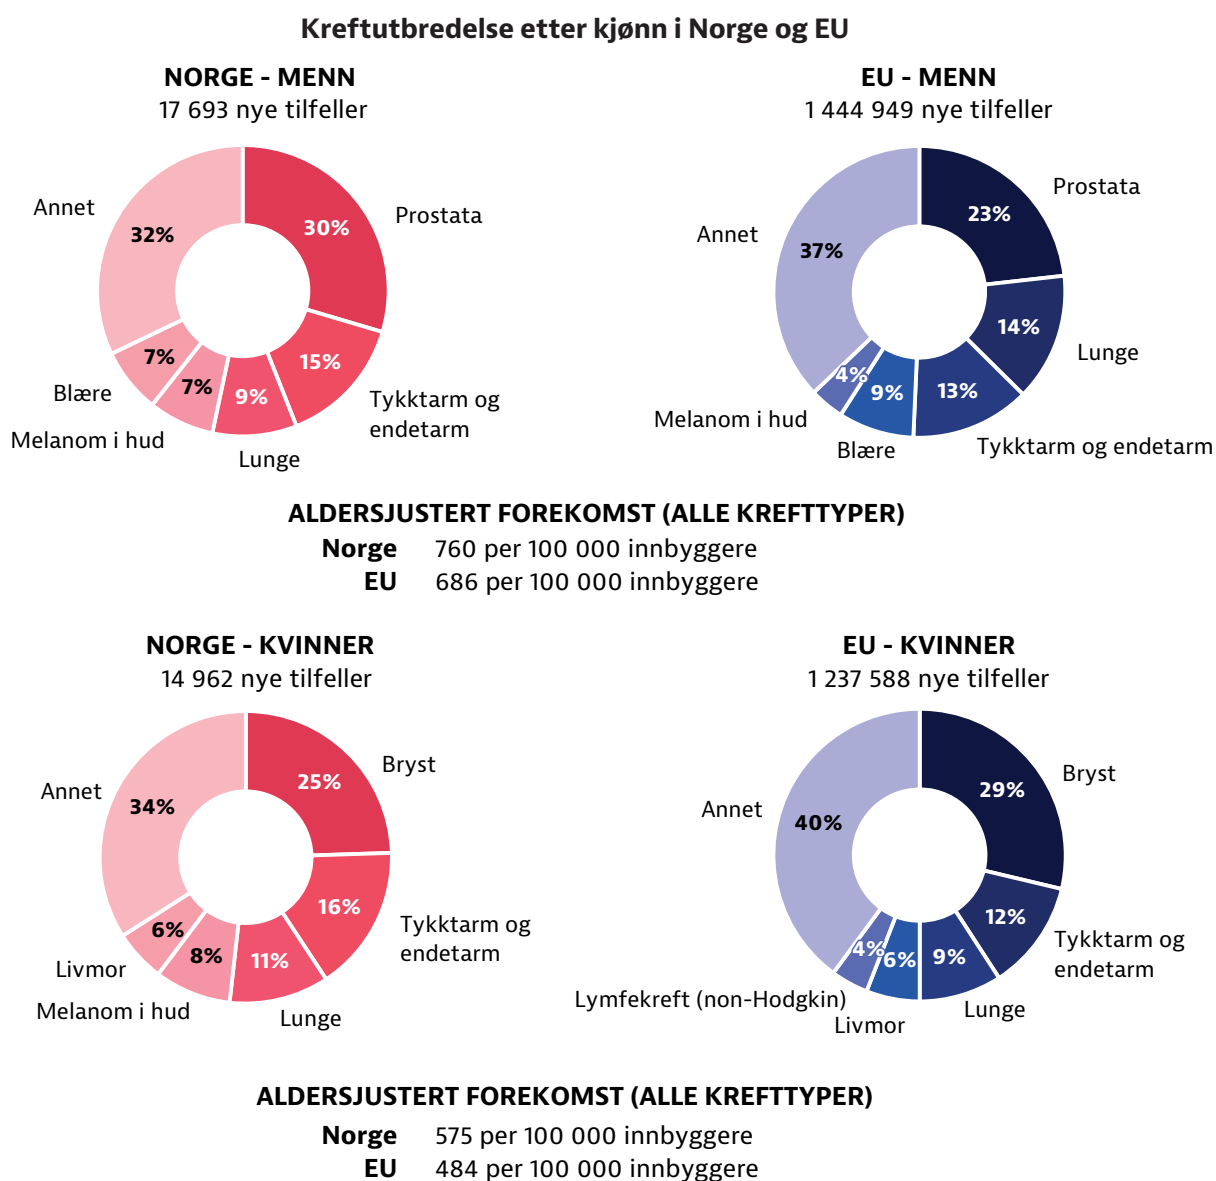 Kreftutbredelse etter kjønn i Norge og EU
NORGE - MENN
17 693 nye tilfeller
Annet
32%
30%
Prostata
15%
Tykktarm og
endetarm
9%
Lunge
7%
Melanom i hud
7%
Blære
EU - MENN
1 444 949 nye tilfeller
Annet
37%
23%
Prostata
14%
Lunge
13%
Tykktarm og endetarm
9%
Blære
4%
Melanom i hud
ALDERSJUSTERT FOREKOMST (ALLE KREFTTYPER)
Norge 760 per 100 000 innbyggere
EU 686 per 100 000 innbyggere
NORGE - KVINNER
14 962 nye tilfeller
Annet
34%
25%
Bryst
16%
Tykktarm og
endetarm
11%
Lunge
8%
Melanom i hud
6%
Livmor
EU - KVINNER
1 237 588 nye tilfeller
Annet
40%
29%
Bryst
12%
Tykktarm og
endetarm
9%
Lunge
6%
Livmor
4%
Lymfekreft (non-Hodgkin)
ALDERSJUSTERT FOREKOMST (ALLE KREFTTYPER)
Norge 575 per 100 000 innbyggere
EU 484 per 100 000 innbyggere